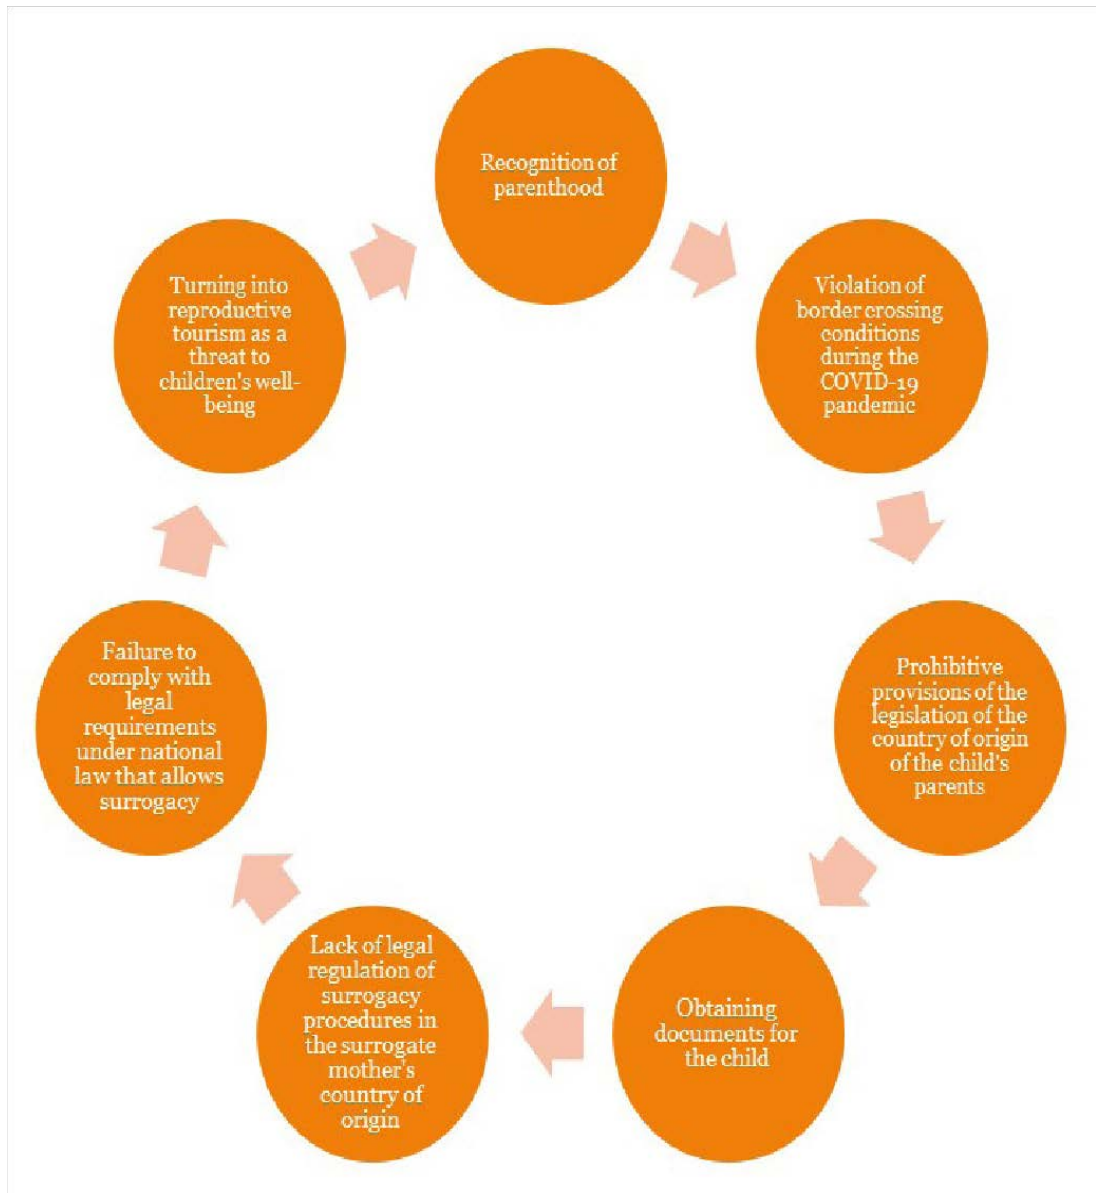 Recognition of
parenthood
Violation of
border crossing
conditions
during the
COVID-19
pandemic
Prohibitive
provisions of the
legislation of the
country of origin
of the child's
parents
Obtaining
documents for
the child
Lack of legal
regulation of
surrogacy
procedures in
the surrogate
mother's
country of
origin
Failure to
comply with
legal
requirements
under national
law that allows
surrogacy
Turning into
reproductive
tourism as a
threat to
children's well-
being